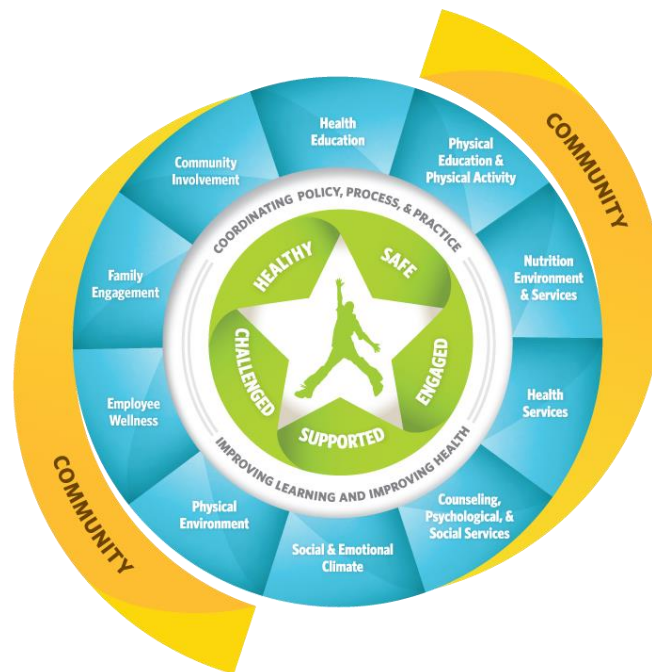 COMMUNITY
Health
Education
Physical
Education &
Physical Activity
Nutrition
Environment
& Services
Health
Services
Counseling,
Psychological, &
Social Services
Social & Emotional
Climate
Physical
Environment
Employee
Wellness
Family
Engagement
Community
Involvement
COMMUNITY
COORDINATING POLICY, PROCESS, & PRACTICE
IMPROVING LEARNING AND IMPROVING HEALTH
HEALTHY
SAFE
ENGAGED
SUPPORTED
CHALLENGED